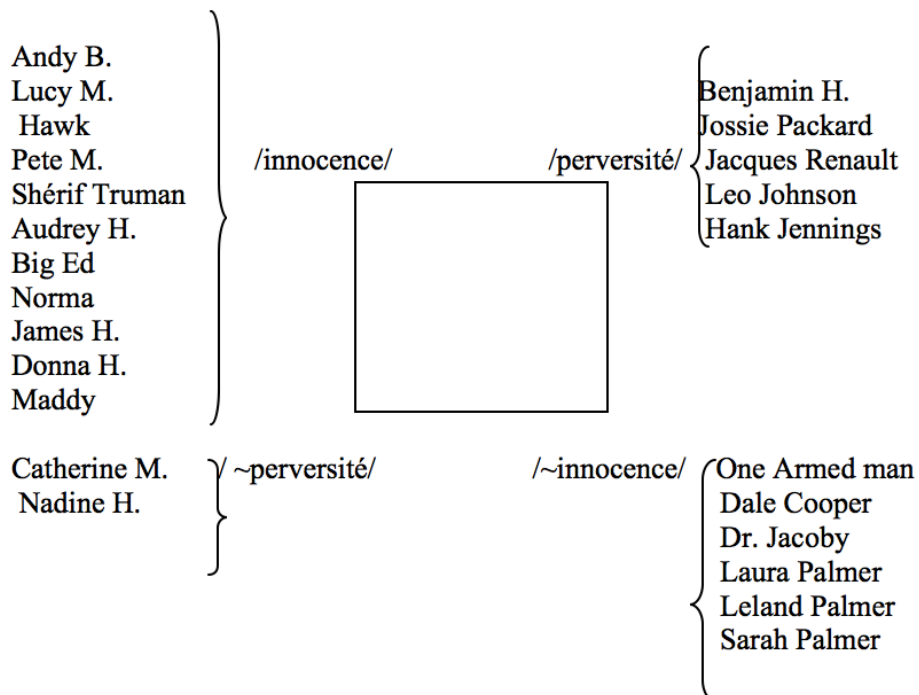 Andy B.
Lucy M.
Hawk
Pete M.
Shérif Truman
Audrey H.
Big Ed
Norma
James H.
Donna H.
Maddy
/innocence/
/perversité/
Benjamin H.
Jossie Packard
Jacques Renault
Leo Johnson
Hank Jennings
Catherine M.
Nadine H.
/ ~perversité/
/~innocence/
One Armed man
Dale Cooper
Dr. Jacoby
Laura Palmer
Leland Palmer
Sarah Palmer